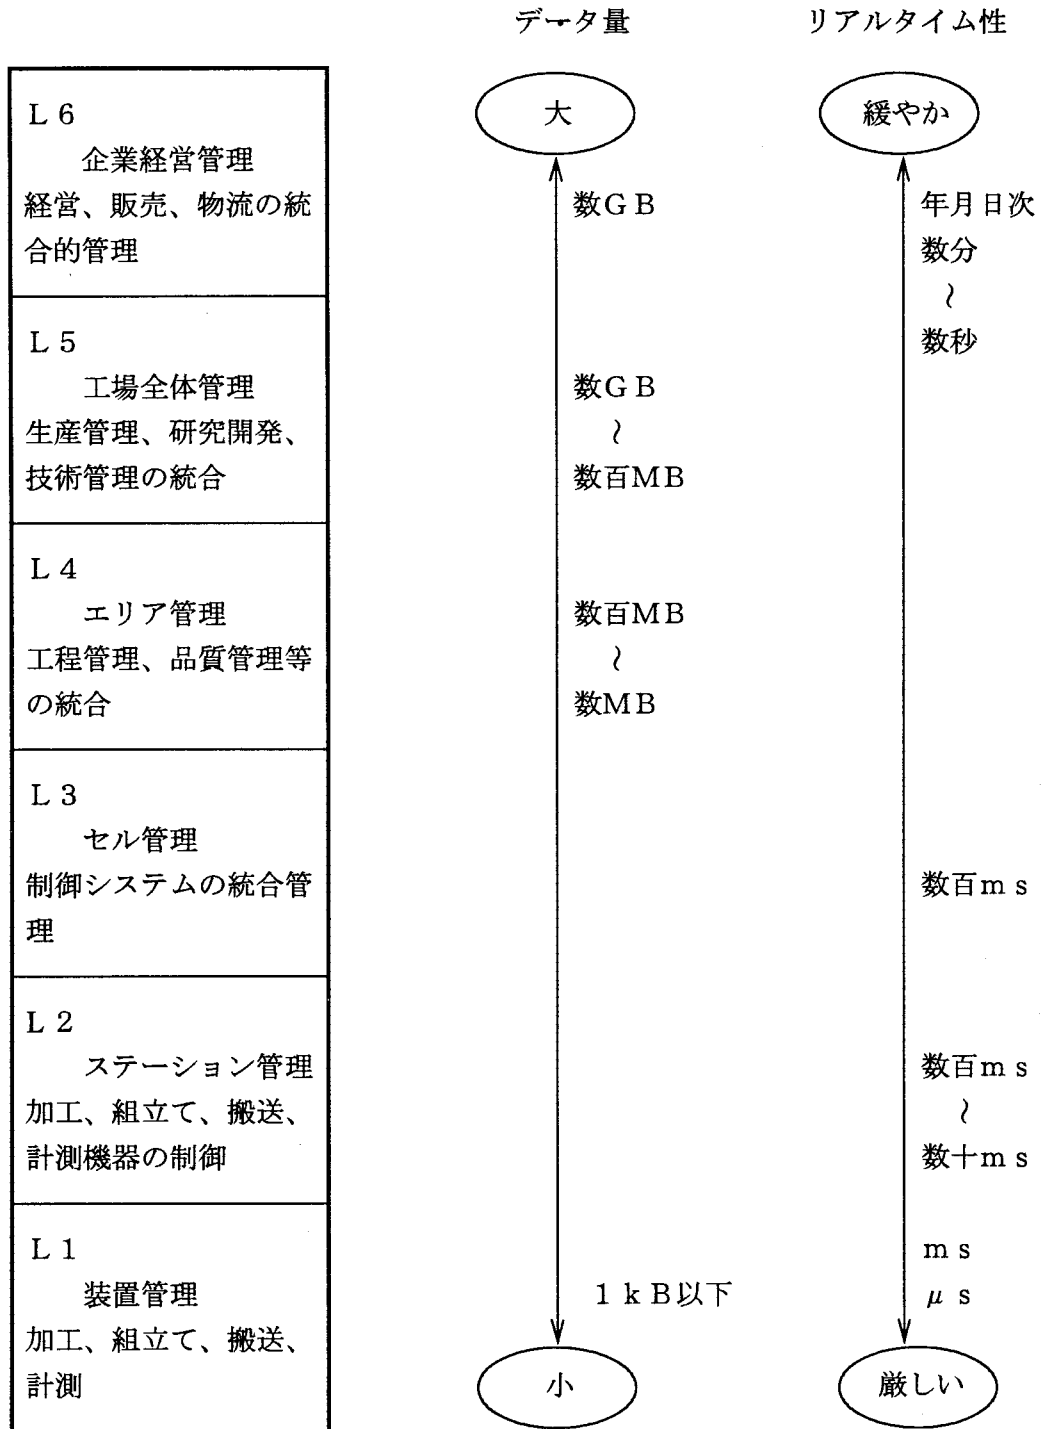 データ量 リアルタイム性
L6
企業経営管理
経営、販売、物流の統
合的管理
L5
工場全体管理
生産管理、研究開発、
技術管理の統合
L4
エリア管理
工程管理、品質管理等
の統合
L3
セル管理
制御システムの統合管
理
L2
ステーション管理
加工、組立て、搬送、
計測機器の制御
L1
装置管理
加工、組立て、搬送、
計測
大
数GB
数GB
〜
数百MB
数百MB
〜
数MB
1kB以下
小
緩やか
年月日次
数分
〜
数秒
数百ms
数百ms
〜
数十ms
ms
μs
厳しい